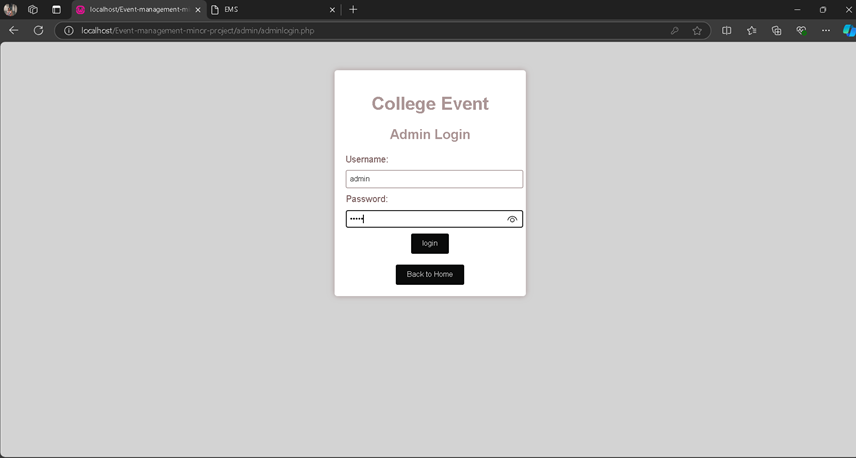 localhost/Event-management-mi
EMS
localhost/Event-management-minor-project/admin/adminlogin.php
College Event
Admin Login
Username:
admin
Password:
•••••
login
Back to Home